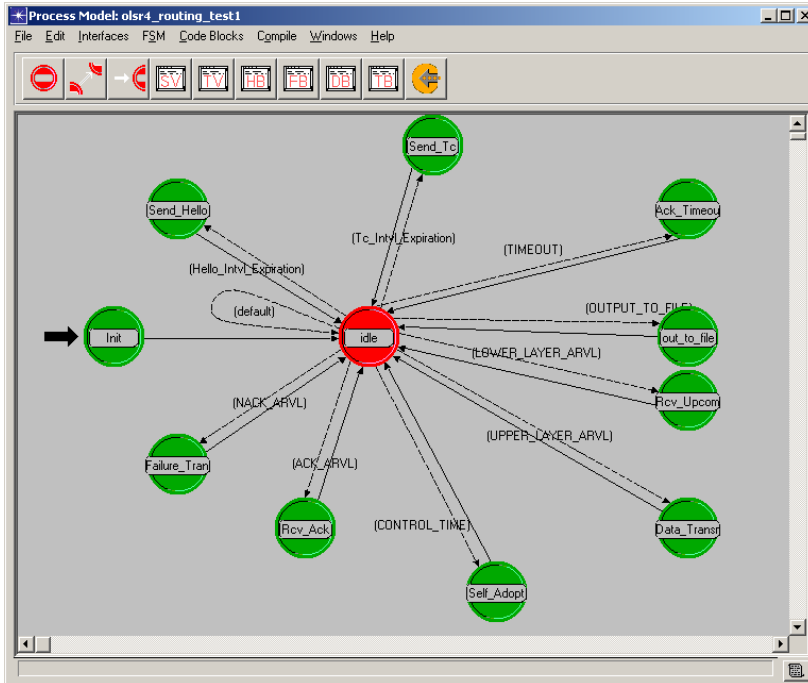 Process Model: olsr4_routing_test1
File Edit Interfaces FSM Code Blocks Compile Windows Help
SV TV HB FB DB TB
Send_Tc
Send_Hello
Ack_Timeou
(Tc_Intvl_Expiration)
(TIMEOUT)
(Hello_Intvl_Expiration)
(default)
(OUTPUT_TO_FILE)
Init
idle
out_to_file
(LOWER_LAYER_ARVL)
Rcv_Upcom
(NACK_ARVL)
(UPPER_LAYER_ARVL)
Failure_Tran
(ACK_ARVL)
(CONTROL_TIME)
Rcv_Ack
Data_Transr
Self_Adopt